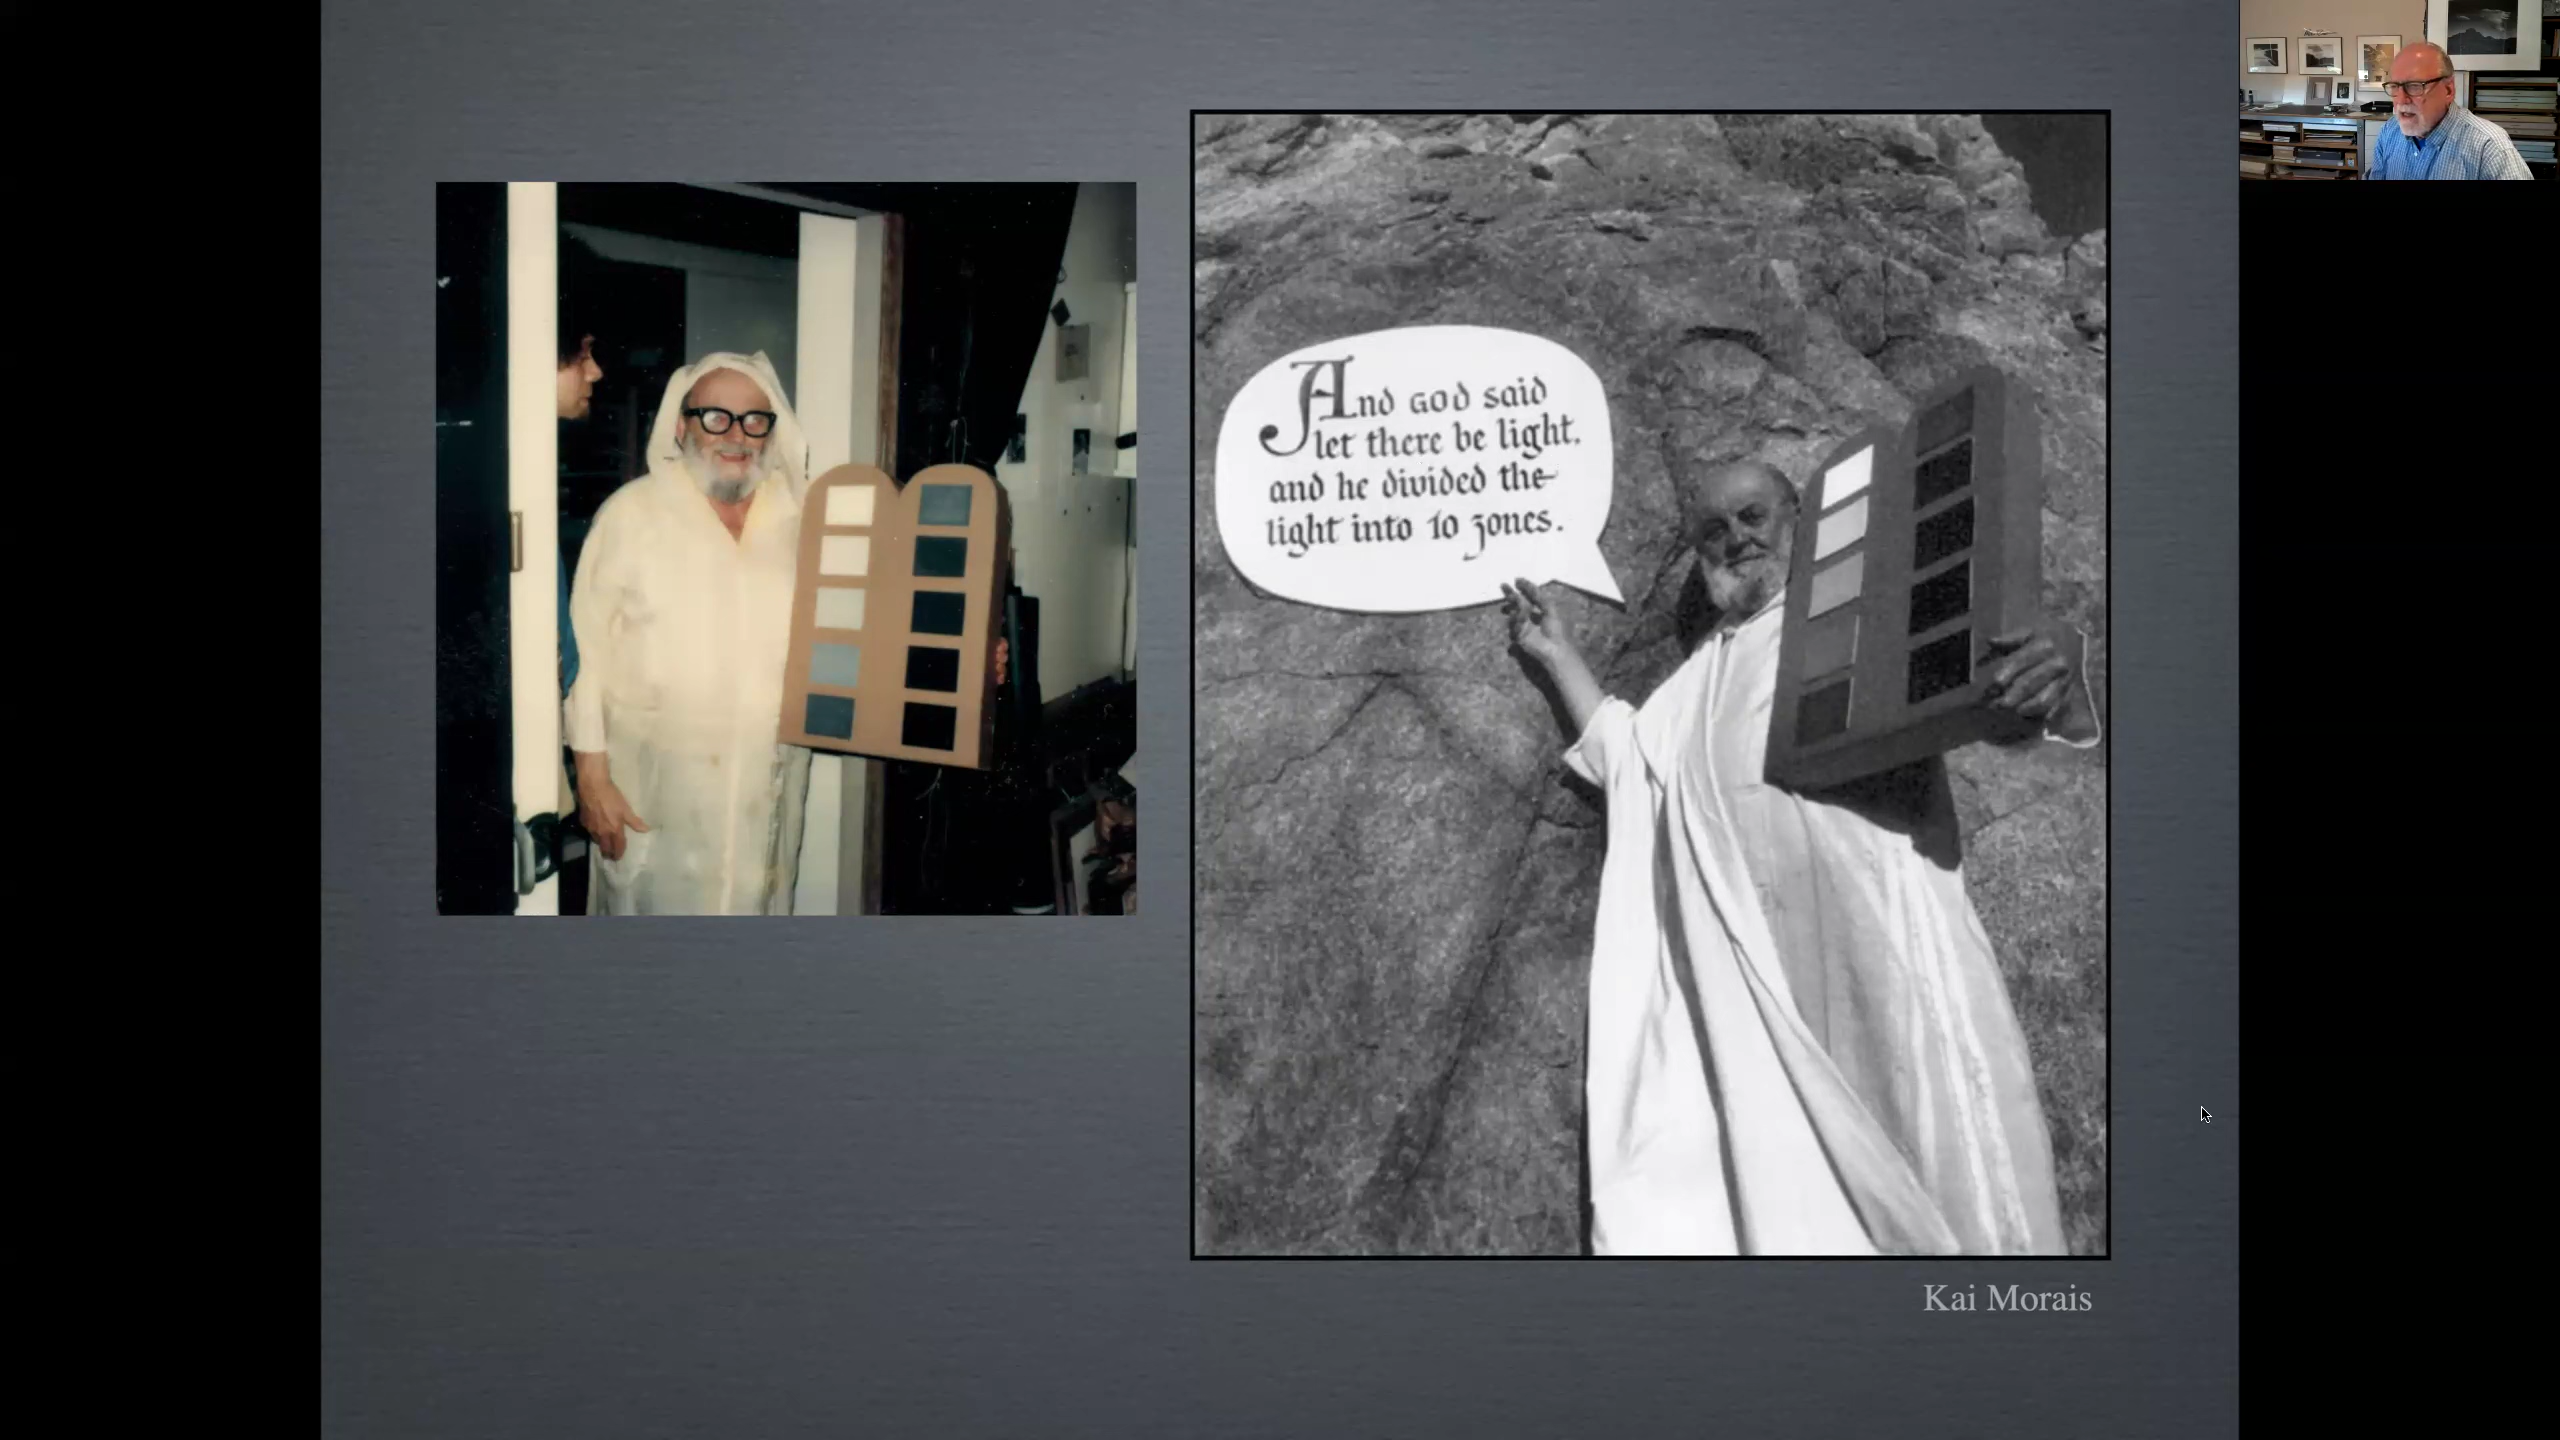 And God said
let there be light,
and he divided the
light into 10 zones.
Kai Morais